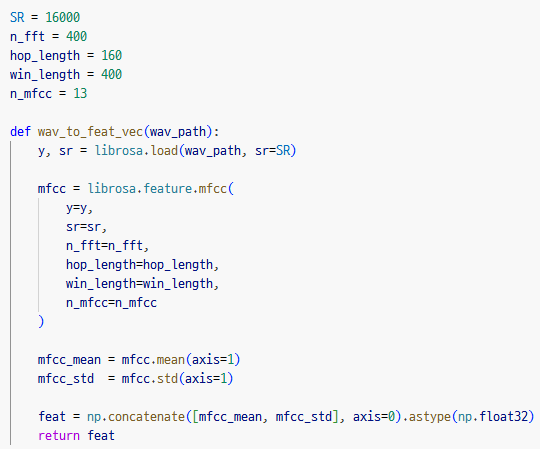 SR = 16000
n_fft = 400
hop_length = 160
win_length = 400
n_mfcc = 13

def wav_to_feat_vec(wav_path):
    y, sr = librosa.load(wav_path, sr=SR)

    mfcc = librosa.feature.mfcc(
        y=y,
        sr=sr,
        n_fft=n_fft,
        hop_length=hop_length,
        win_length=win_length,
        n_mfcc=n_mfcc
    )

    mfcc_mean = mfcc.mean(axis=1)
    mfcc_std  = mfcc.std(axis=1)

    feat = np.concatenate([mfcc_mean, mfcc_std], axis=0).astype(np.float32)
    return feat